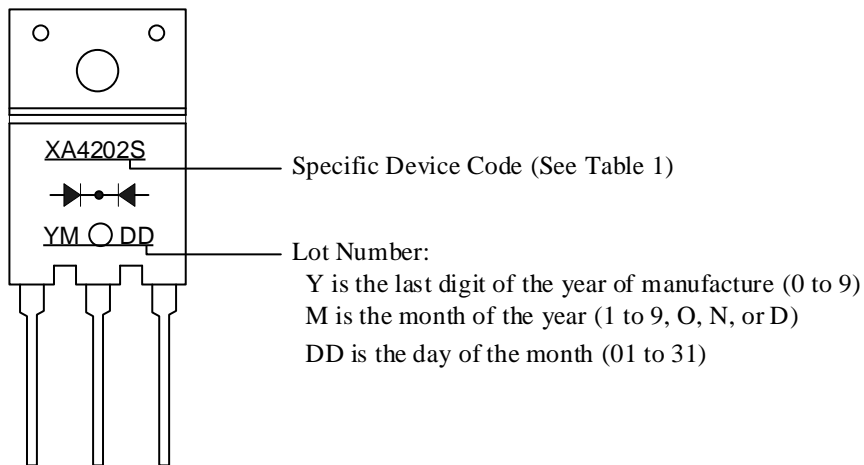 XA4202S
Specific Device Code (See Table 1)
YM DD
Lot Number:
Y is the last digit of the year of manufacture (0 to 9)
M is the month of the year (1 to 9, O, N, or D)
DD is the day of the month (01 to 31)